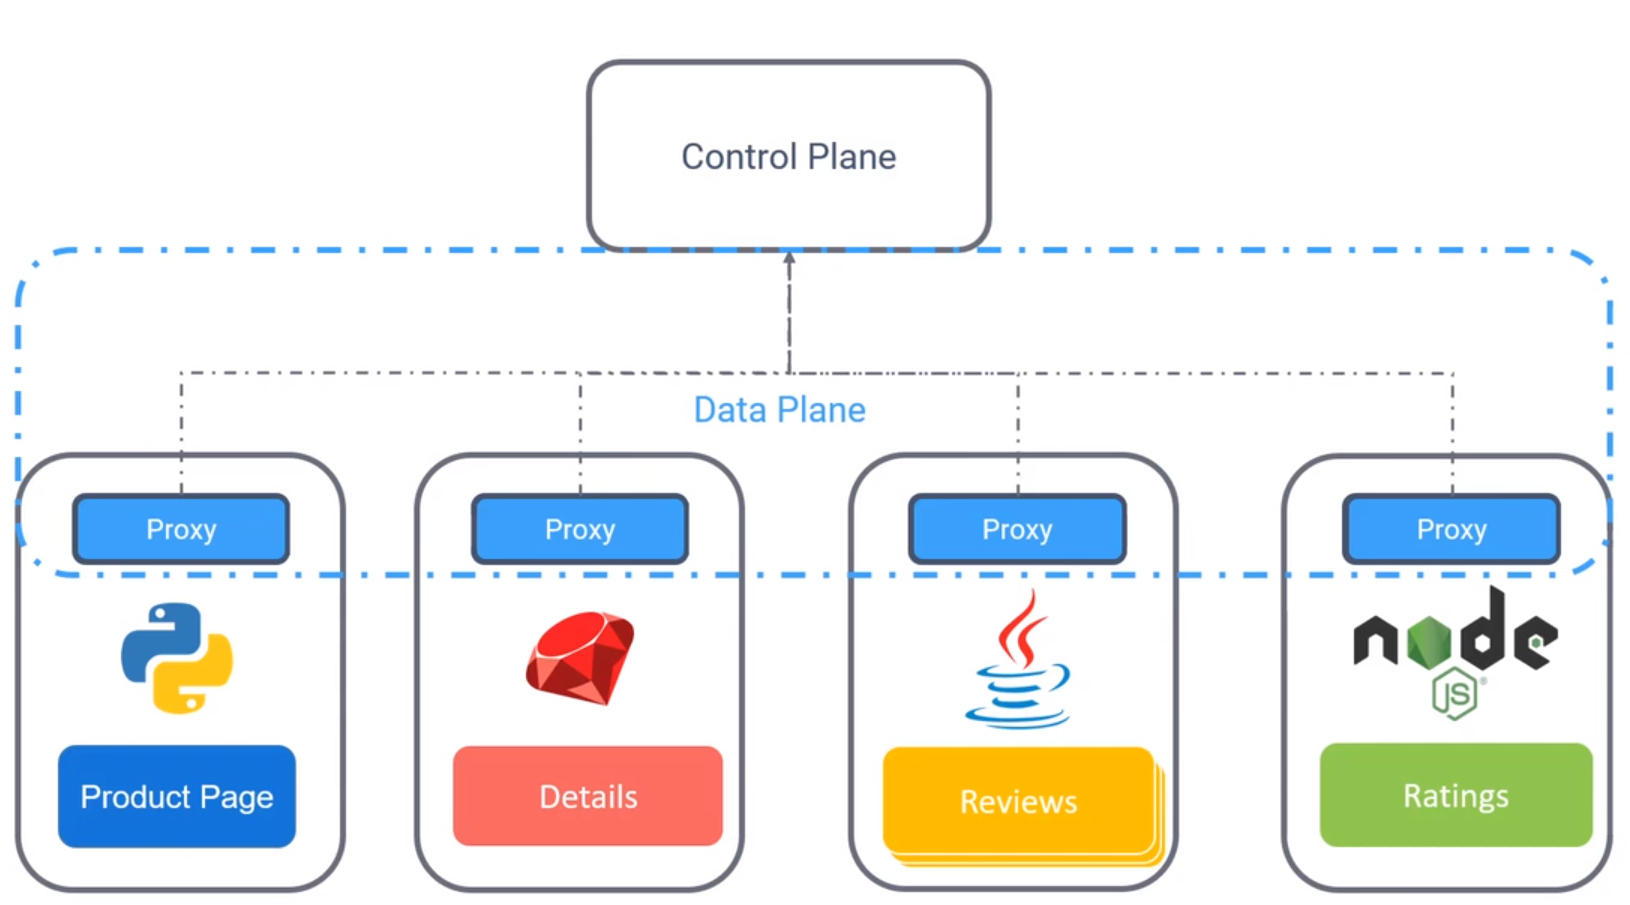 Control Plane
Data Plane
Proxy
Proxy
Proxy
Proxy
node
JS
®
Product Page
Details
Reviews
Ratings